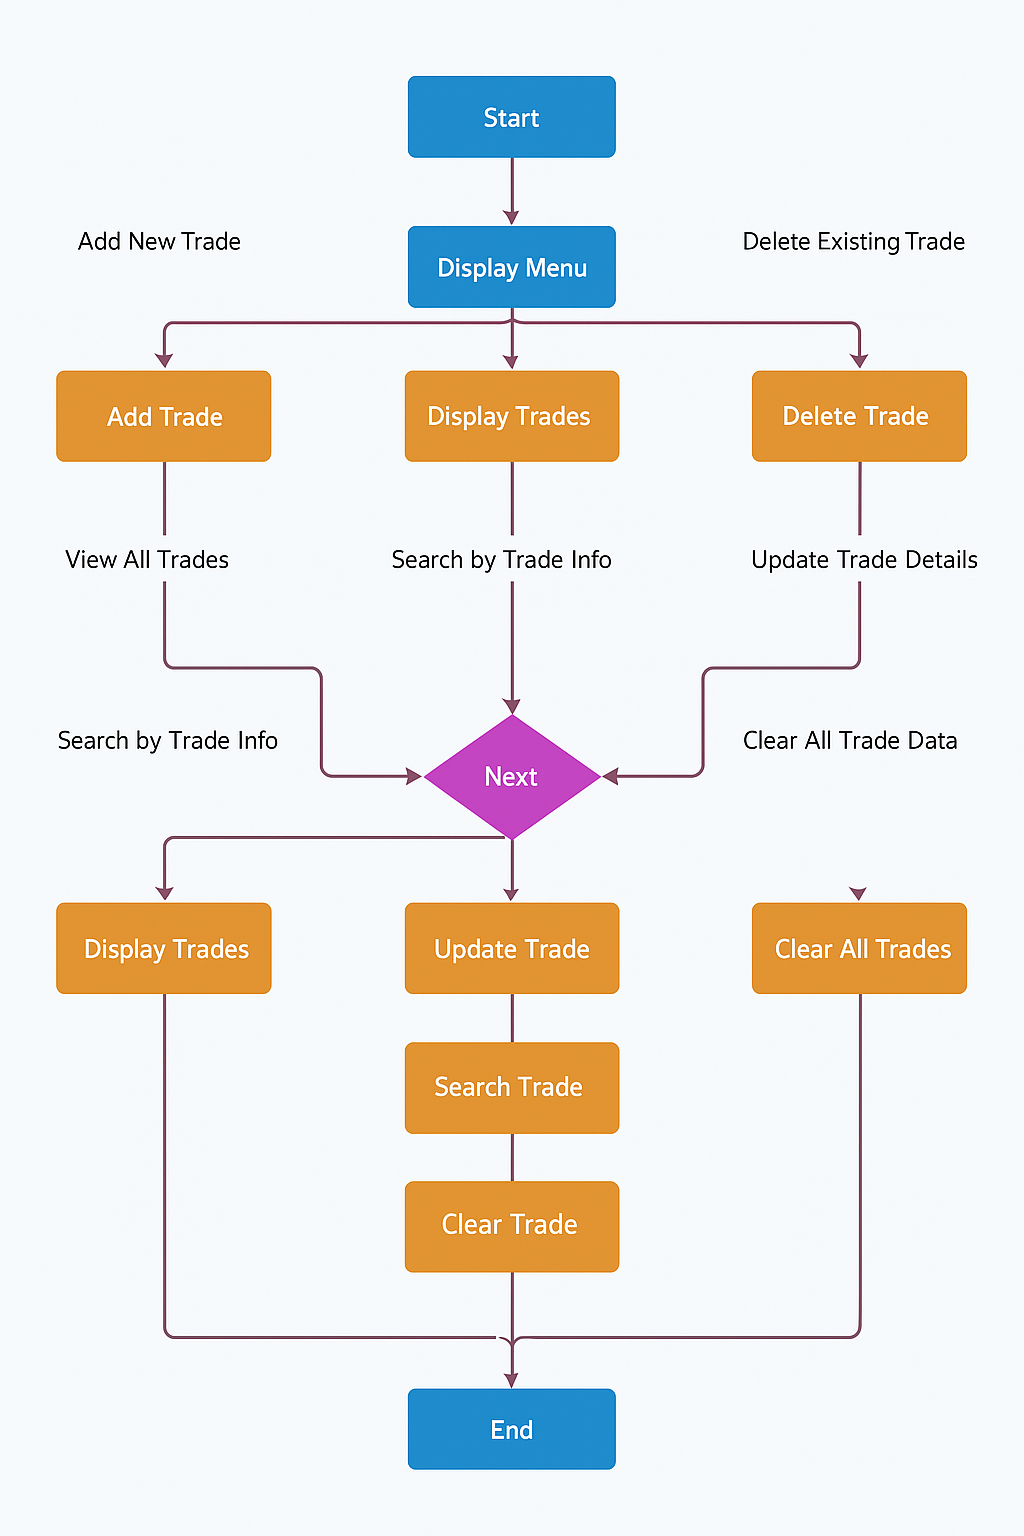 Start
Add New Trade
Delete Existing Trade
Display Menu
Add Trade
Display Trades
Delete Trade
View All Trades
Search by Trade Info
Update Trade Details
Search by Trade Info
Clear All Trade Data
Next
Display Trades
Update Trade
Clear All Trades
Search Trade
Clear Trade
End